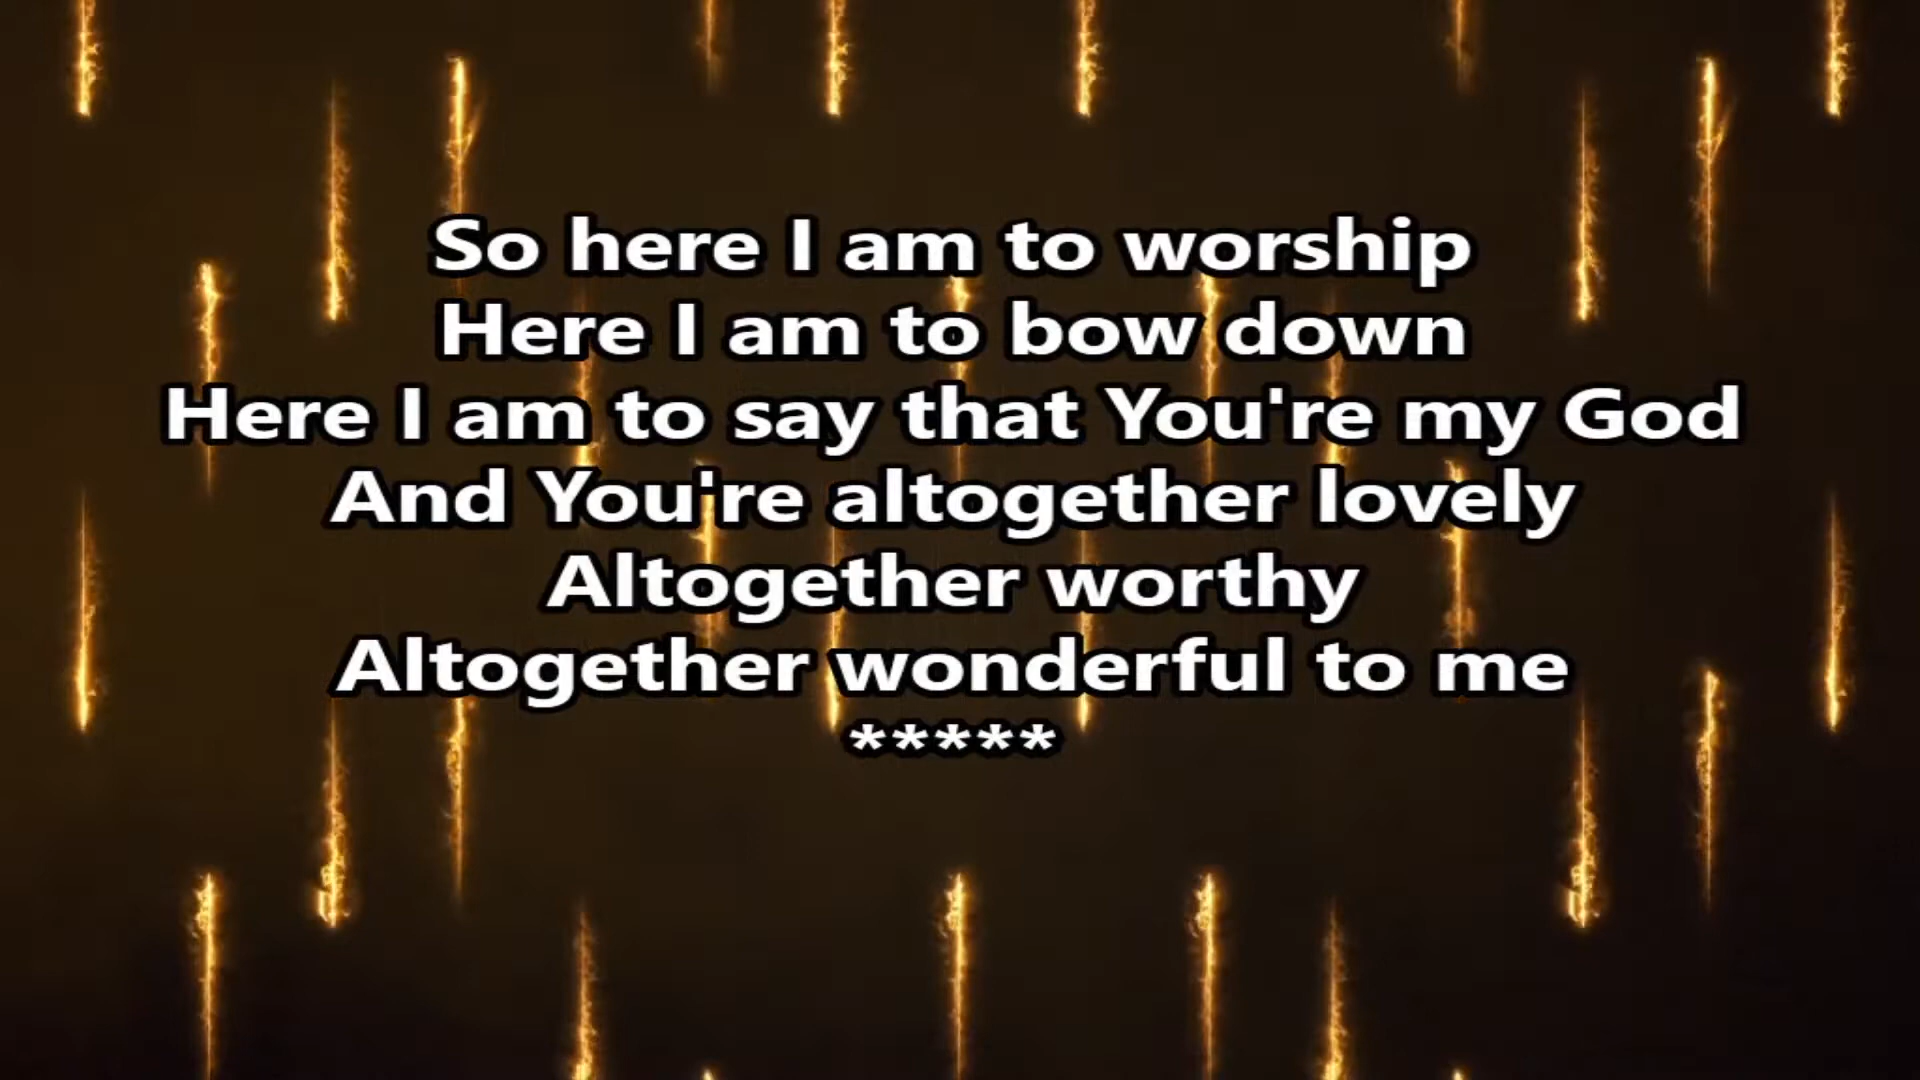 So here I am to worship
Here I am to bow down
Here I am to say that You're my God
And You're altogether lovely
Altogether worthy
Altogether wonderful to me
*****